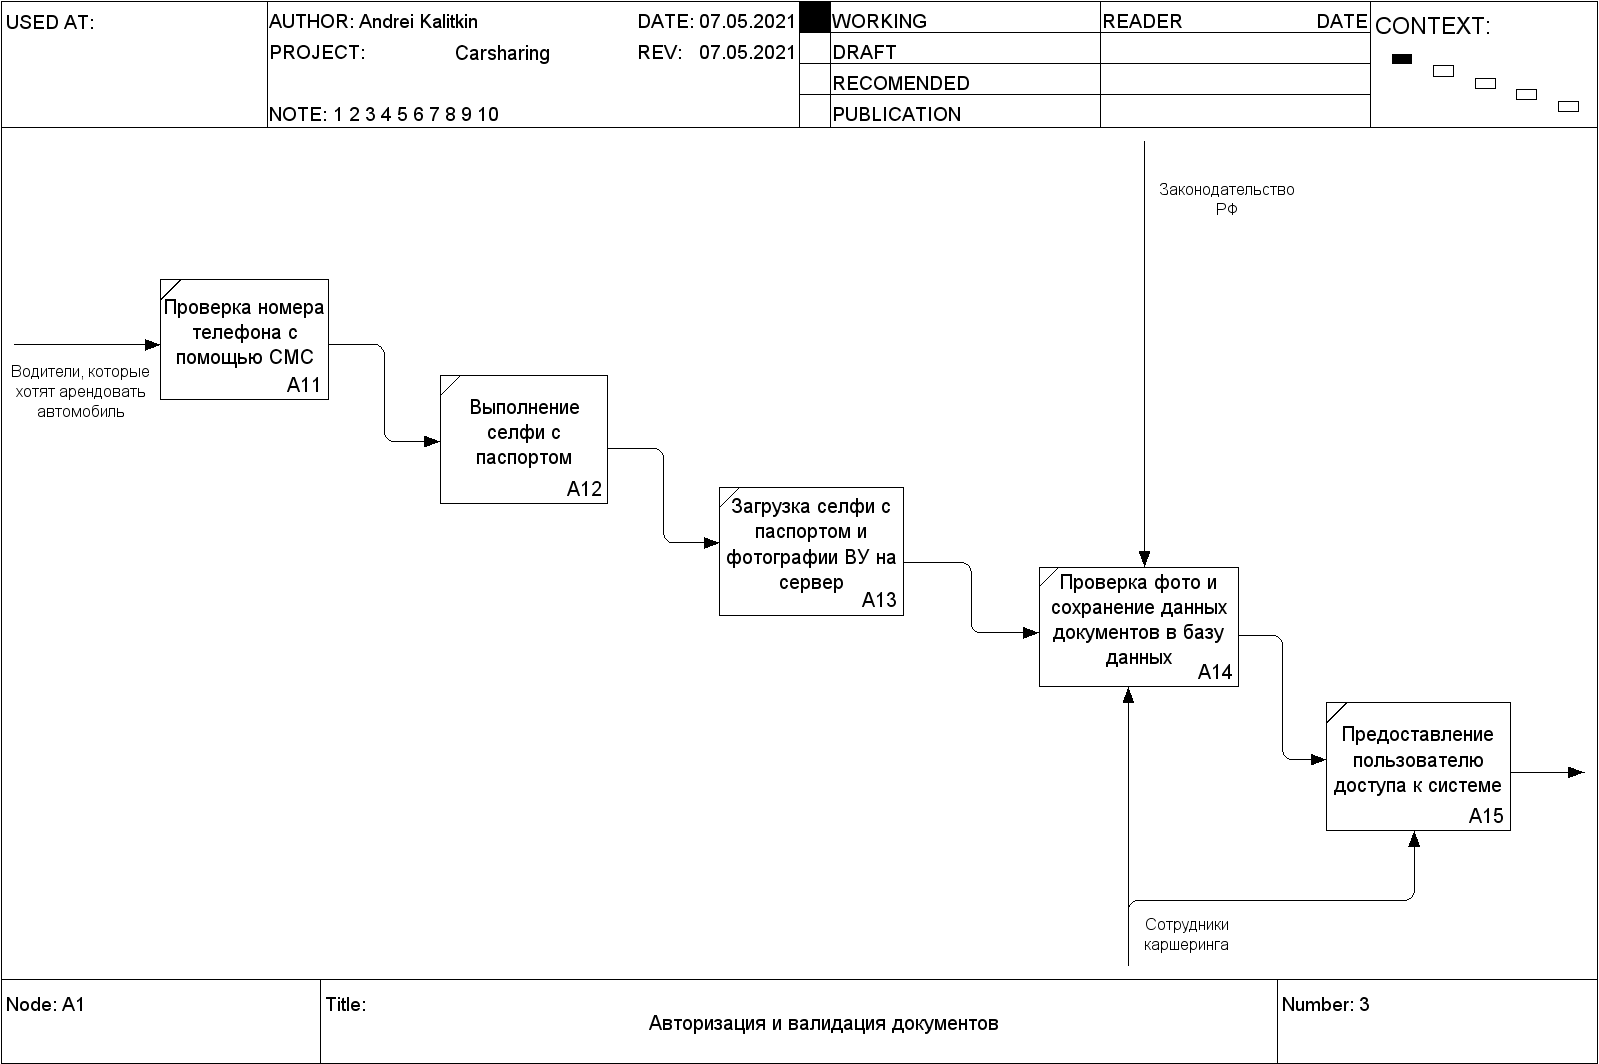 USED AT:
AUTHOR: Andrei Kalitkin
DATE: 07.05.2021
PROJECT: Carsharing
REV: 07.05.2021
NOTE: 1 2 3 4 5 6 7 8 9 10
WORKING
DRAFT
RECOMENDED
PUBLICATION
READER DATE
CONTEXT:
Законодательство
РФ
Проверка номера
телефона с
помощью СМС
A11
Водители, которые
хотят арендовать
автомобиль
Выполнение
селфи с
паспортом
A12
Загрузка селфи с
паспортом и
фотографии ВУ на
сервер
A13
Проверка фото и
сохранение данных
документов в базу
данных
A14
Предоставление
пользователю
доступа к системе
A15
Сотрудники
каршеринга
Node: A1
Title:
Авторизация и валидация документов
Number: 3